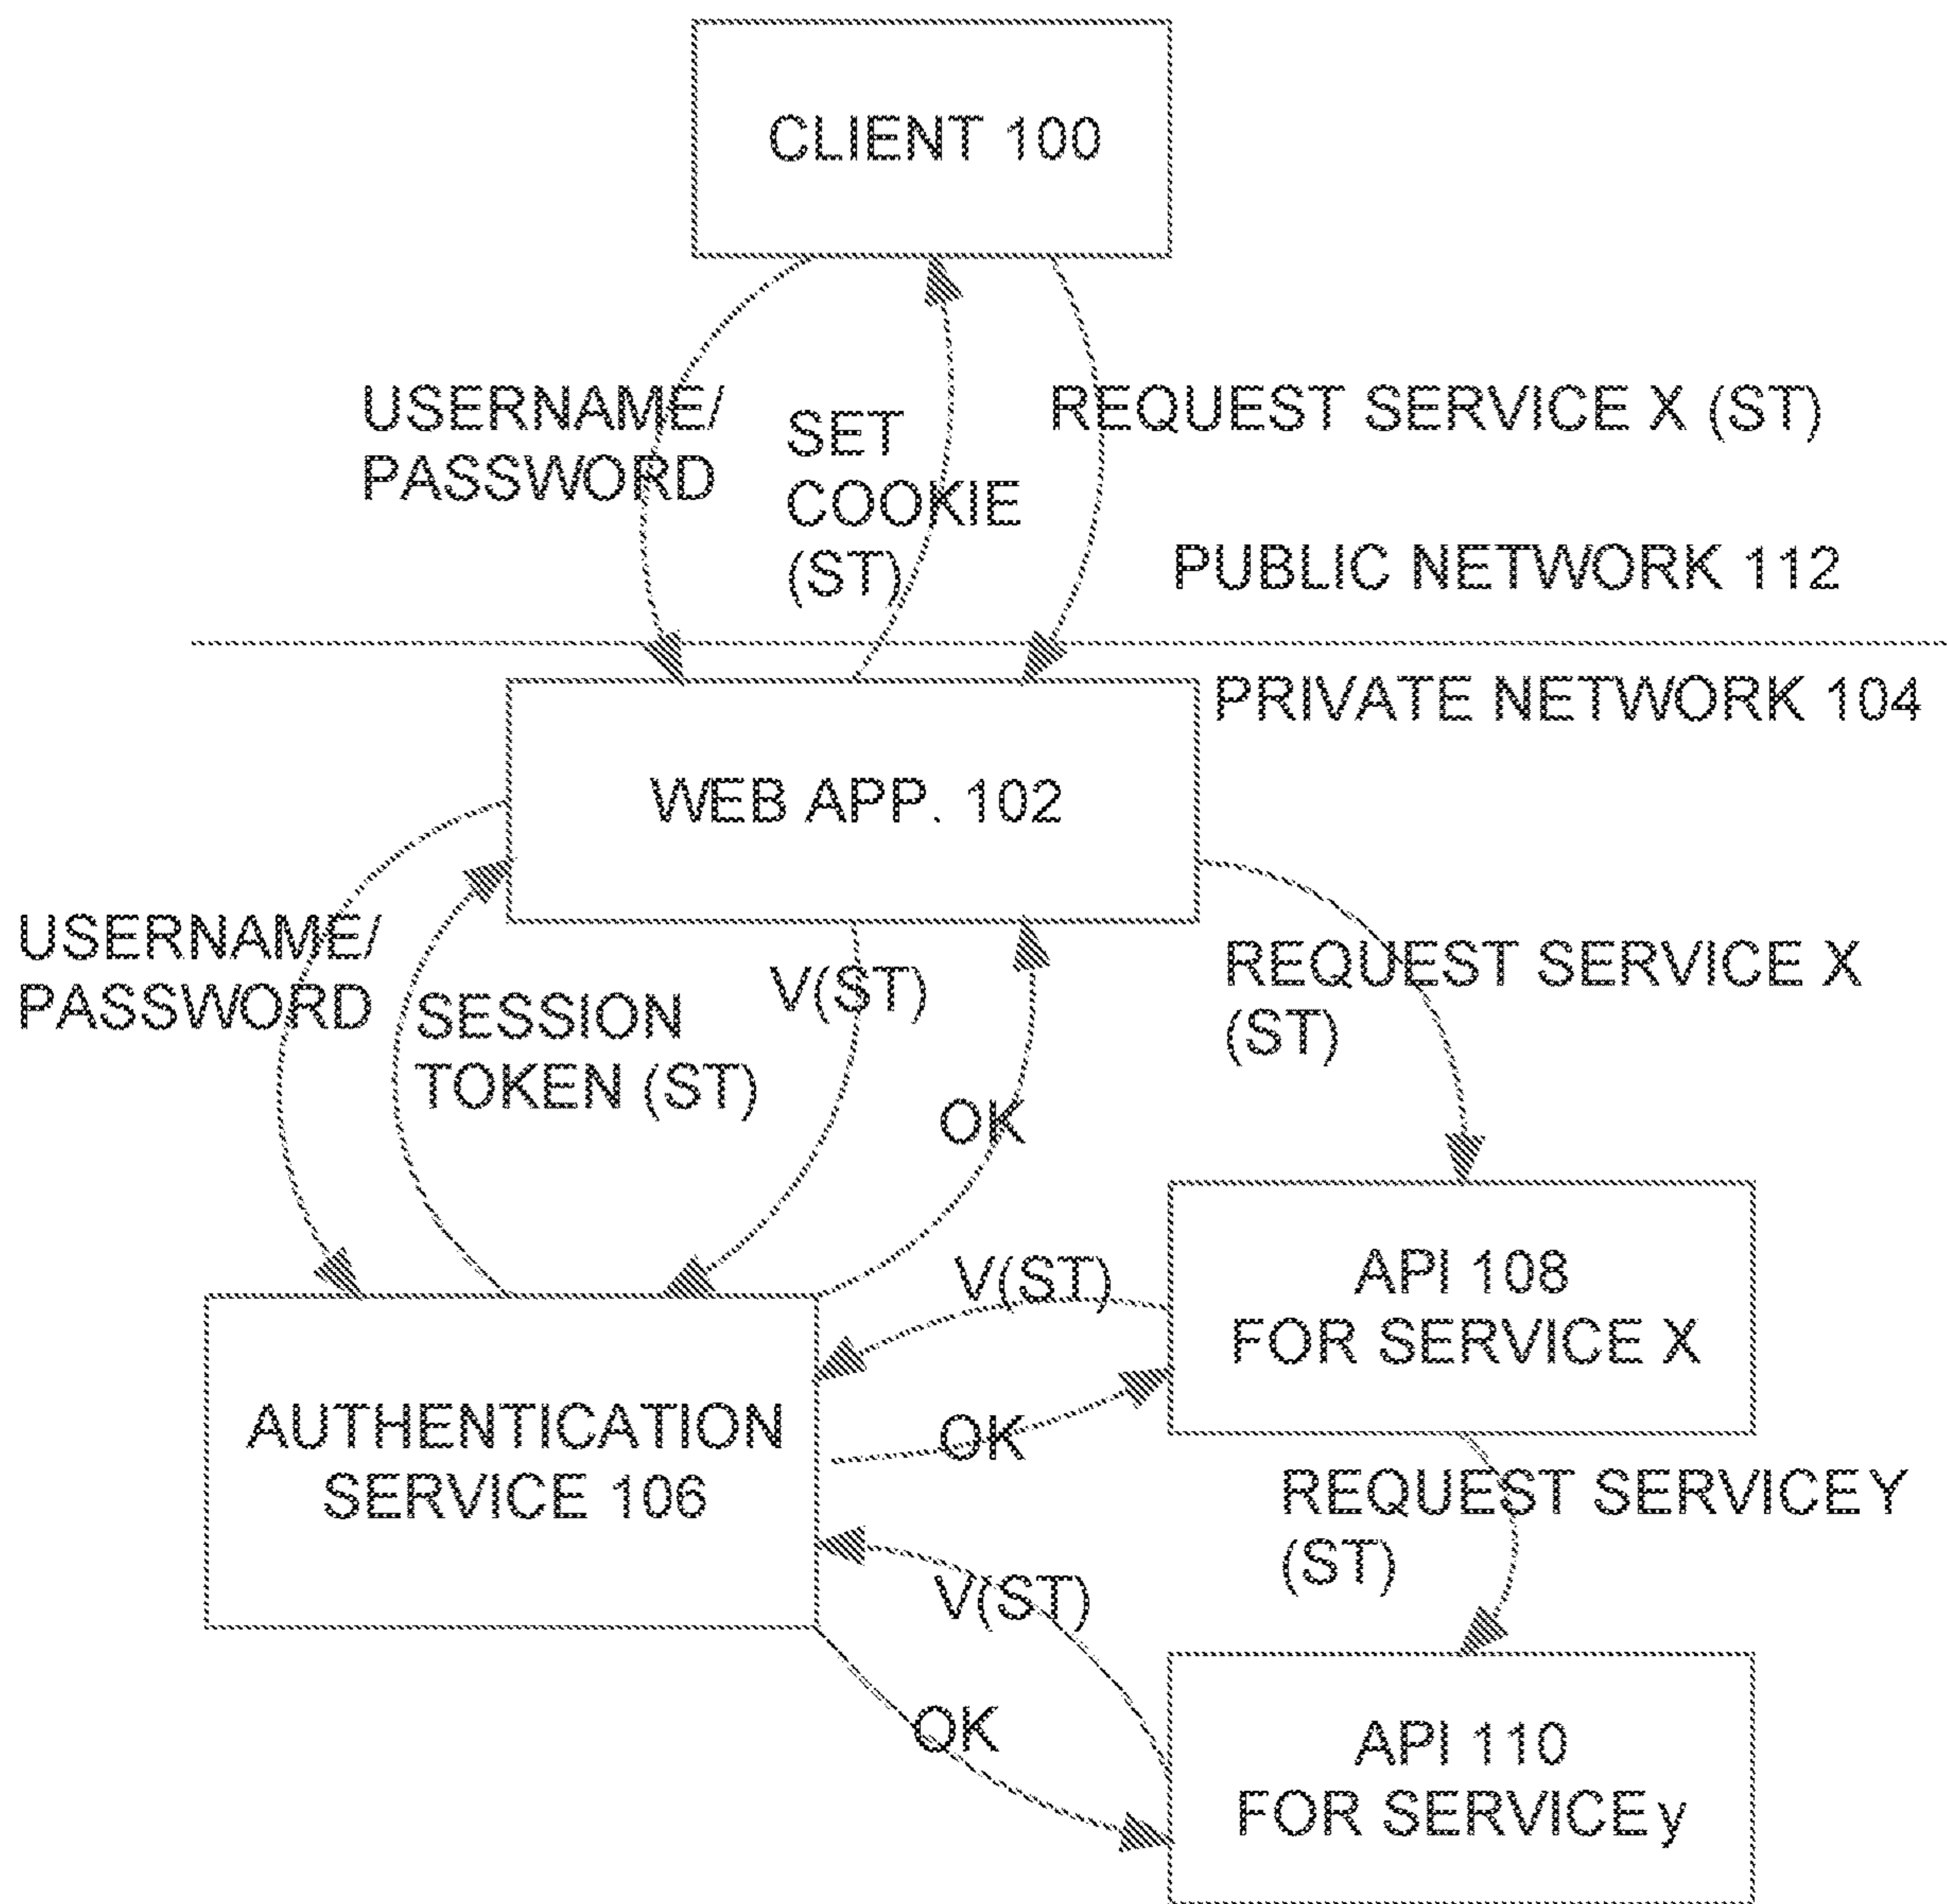 CLIENT 100
USERNAME/
PASSWORD
SET
COOKIE
(ST)
REQUEST SERVICE X (ST)
PUBLIC NETWORK 112
PRIVATE NETWORK 104
WEB APP. 102
USERNAME/
PASSWORD
SESSION
TOKEN (ST)
V(ST)
OK
REQUEST SERVICE X
(ST)
V(ST)
OK
API 108
FOR SERVICE X
AUTHENTICATION
SERVICE 106
REQUEST SERVICEY
(ST)
V(ST)
OK
API 110
FOR SERVICEy